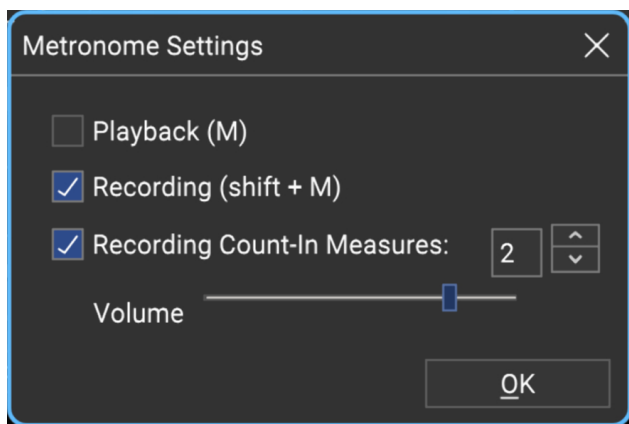 Metronome Settings
Playback (M)
Recording (shift + M)
Recording Count-In Measures: 2
Volume
OK